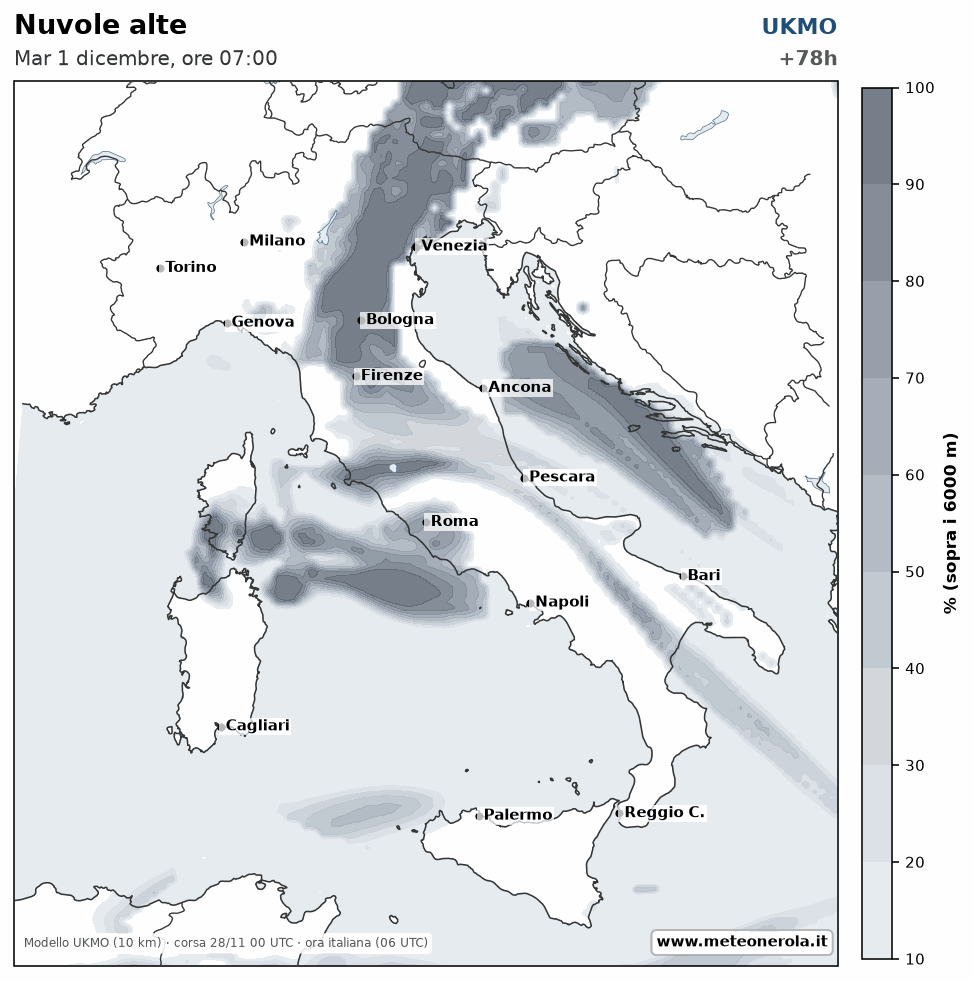 Nuvole alte
UKMO
Mar 1 dicembre, ore 07:00
+78h
100
90
80
70
60
50
40
30
20
10
% (sopra i 6000 m)
Milano
Venezia
Torino
Genova
Bologna
Firenze
Ancona
Pescara
Roma
Bari
Napoli
Cagliari
Palermo
Reggio C.
Modello UKMO (10 km) · corsa 28/11 00 UTC · ora italiana (06 UTC)
www.meteonerola.it